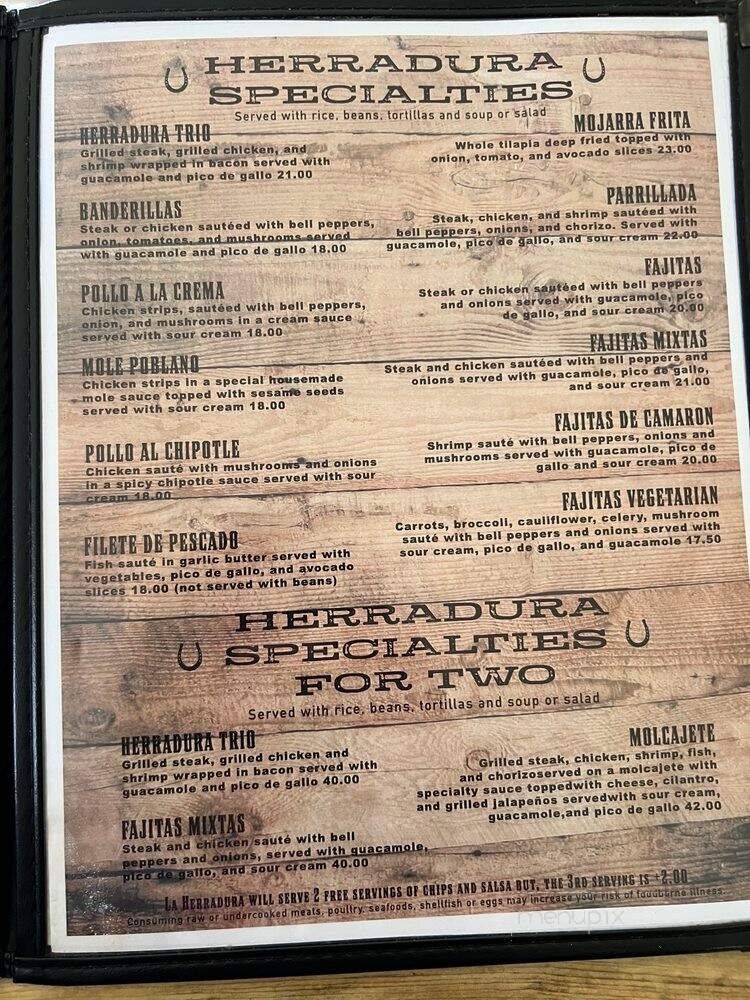 HERRADURA
SPECIALTIES
Served with rice, beans, tortillas and soup or salad
HERRADURA TRIO
Grilled steak, grilled chicken, and
shrimp wrapped in bacon served with
guacamole and pico de gallo 21.00
BANDERILLAS
Steak or chicken sautéed with bell peppers,
onion, tomatoes, and mushrooms served
with guacamole and pico de gallo 18.00
POLLO A LA CREMA
Chicken strips, sautéed with bell peppers,
onion, and mushrooms in a cream sauce
served with sour cream 18.00
MOLE POBLANO
Chicken strips in a special housemade
mole sauce topped with sesame seeds
served with sour cream 18.00
POLLO AL CHIPOTLE
Chicken sauté with mushrooms and onions
in a spicy chipotle sauce served with sour
cream 18.00
FILETE DE PESCADO
Fish sauté in garlic butter served with
vegetables, pico de gallo, and avocado
slices 18.00 (not served with beans)
MOJARRA FRITA
Whole tilapia deep fried topped with
onion, tomato, and avocado slices 23.00
PARRILLADA
Steak, chicken, and shrimp sautéed with
bell peppers, onions, and chorizo. Served with
guacamole, pico de gallo, and sour cream 22.00
FAJITAS
Steak or chicken sautéed with bell peppers
and onions served with guacamole, pico
de gallo, and sour cream 20.00
FAJITAS MIXTAS
Steak and chicken sautéed with bell peppers and
onions served with guacamole, pico de gallo,
and sour cream 21.00
FAJITAS DE CAMARON
Shrimp sauté with bell peppers, onions and
mushrooms served with guacamole, pico de
gallo and sour cream 20.00
FAJITAS VEGETARIAN
Carrots, broccoli, cauliflower, celery, mushroom
sauté with bell peppers and onions served with
sour cream, pico de gallo, and guacamole 17.50
HERRADURA
SPECIALTIES
FOR TWO
Served with rice, beans, tortillas and soup or salad
HERRADURA TRIO
Grilled steak, grilled chicken and
shrimp wrapped in bacon served with
guacamole and pico de gallo 40.00
FAJITAS MIXTAS
Steak and chicken sauté with bell
peppers and onions, served with guacamole,
pico de gallo, and sour cream 40.00
MOLCAJETE
Grilled steak, chicken, shrimp, fish,
and chorizoserved on a molcajete with
specialty sauce toppedwith cheese, cilantro,
and grilled jalapeños servedwith sour cream,
guacamole,and pico de gallo 42.00
LA HERRADURA WILL SERVE 2 FREE SERVINGS OF CHIPS AND SALSA BUT, THE 3RD SERVING IS +2.00
Consuming raw or undercooked meats, poultry, seafoods, shellfish or eggs may increase your risk of foodborne illness.
menupix